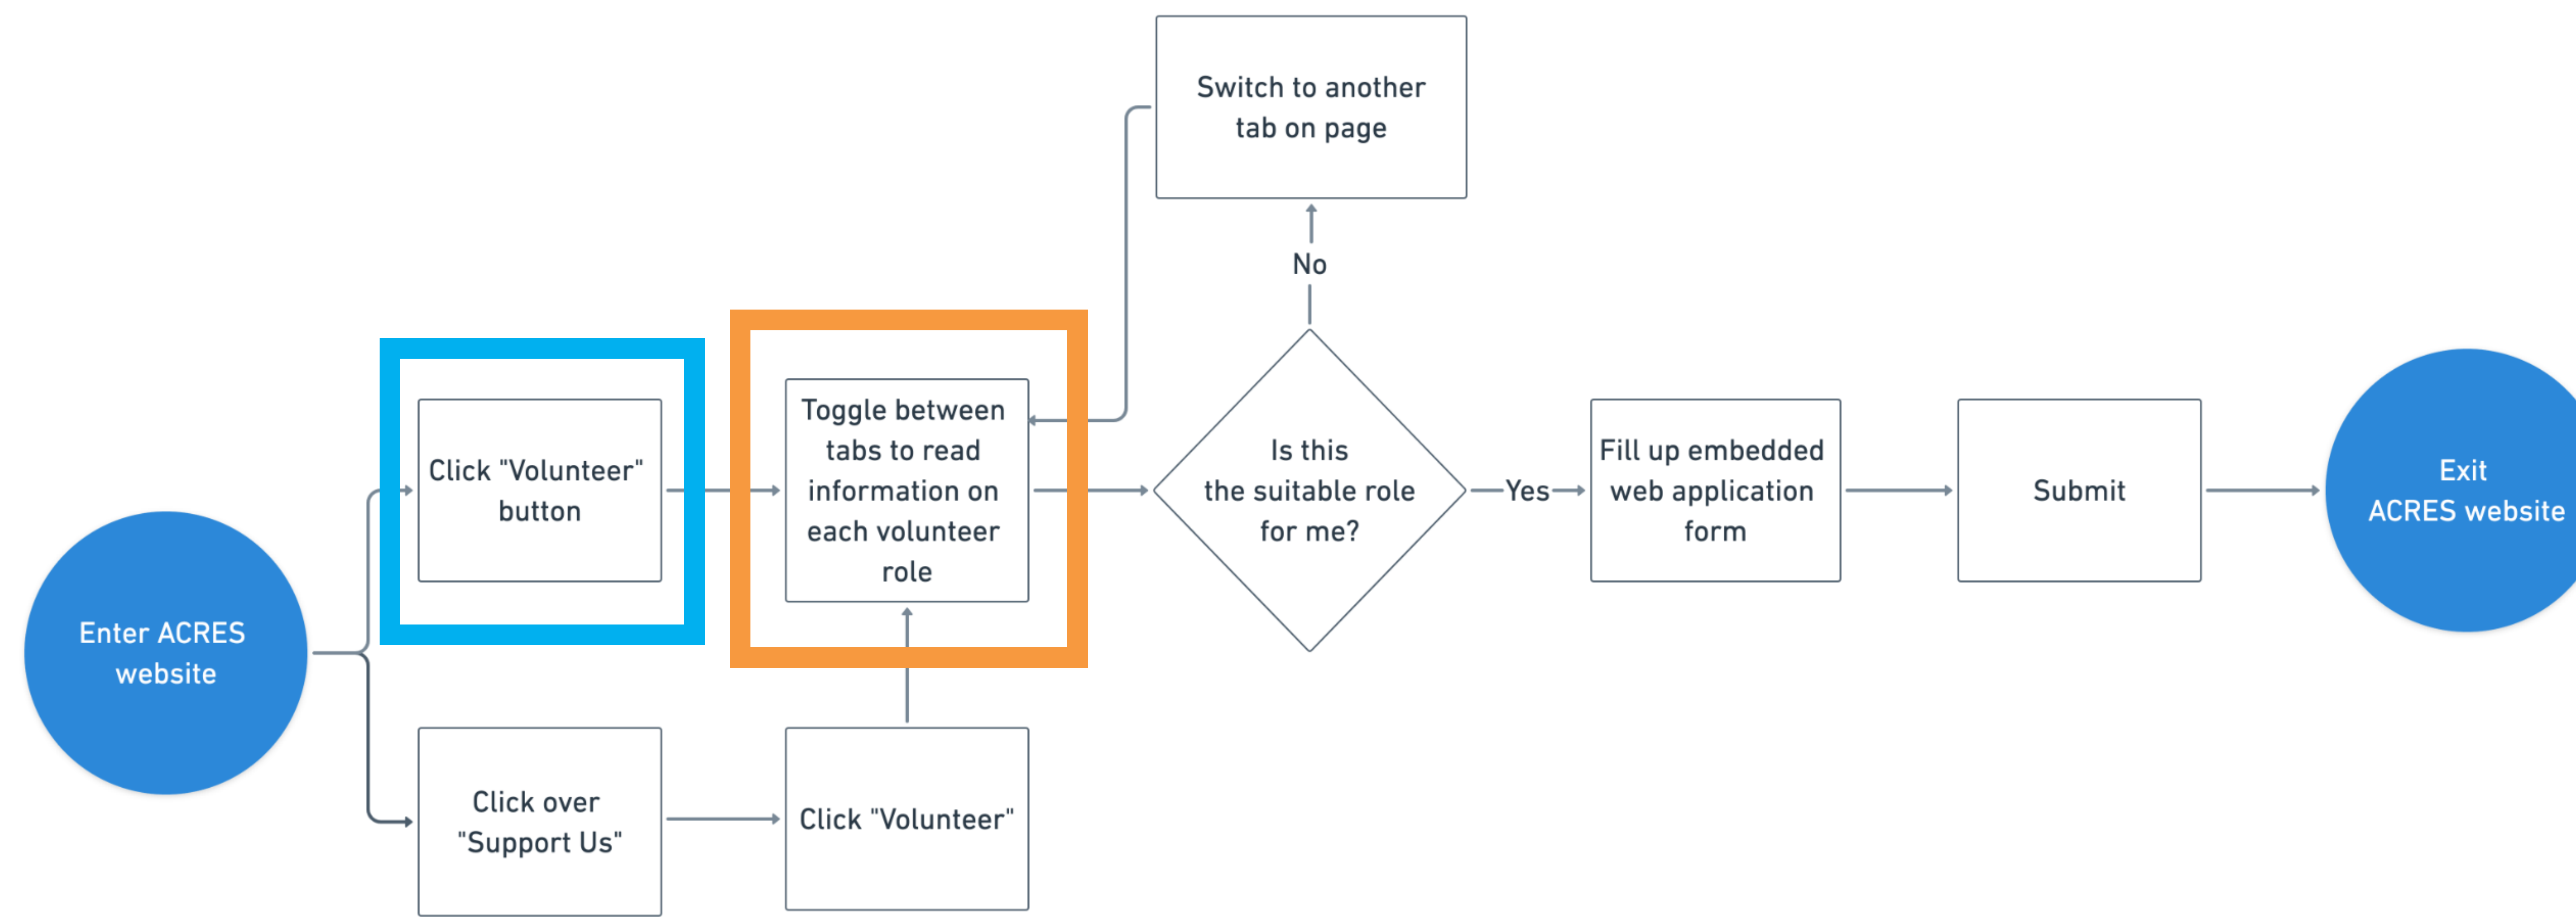 Switch to another
tab on page
No
Click "Volunteer"
button
Toggle between
tabs to read
information on
each volunteer
role
Is this
the suitable role
for me?
Yes
Fill up embedded
web application
form
Submit
Exit
ACRES website
Enter ACRES
website
Click over
"Support Us"
Click "Volunteer"